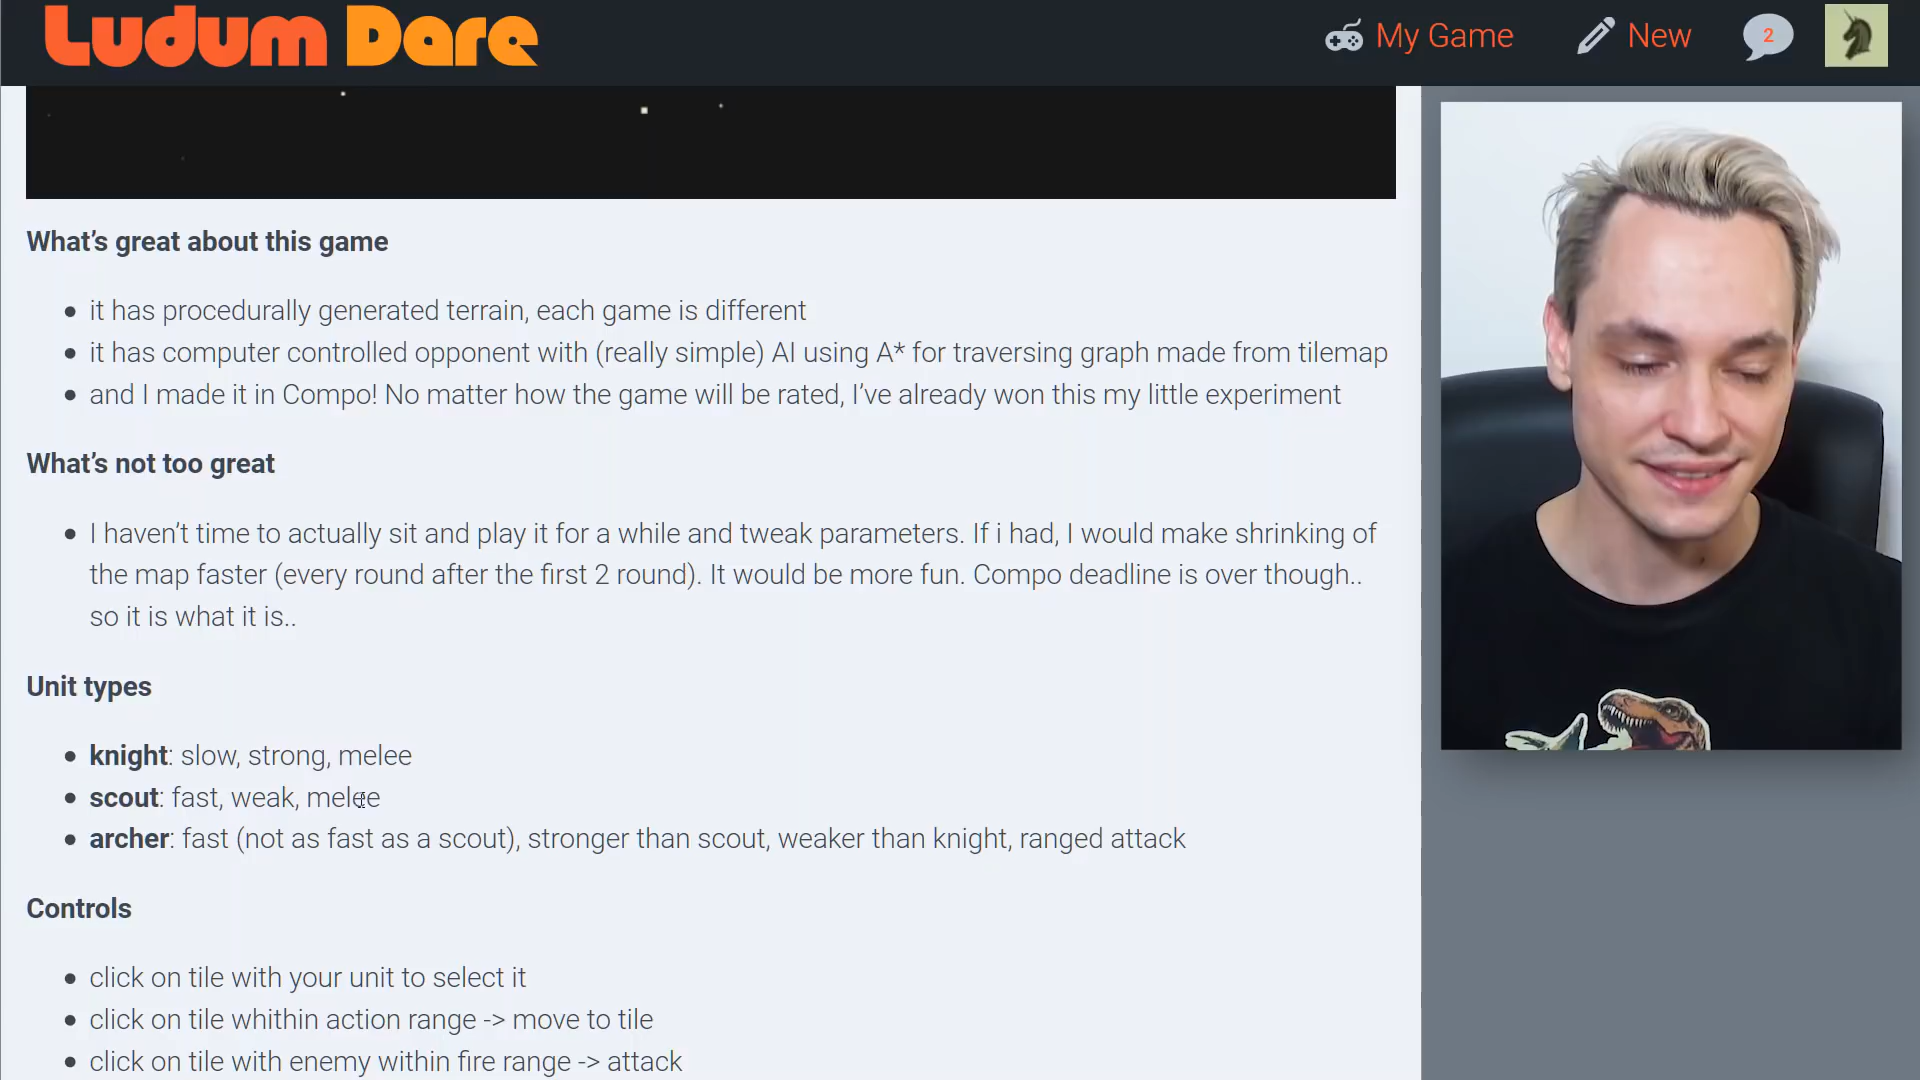 Ludum Dare
My Game
New
2
What's great about this game
it has procedurally generated terrain, each game is different
it has computer controlled opponent with (really simple) AI using A* for traversing graph made from tilemap
and I made it in Compo! No matter how the game will be rated, I've already won this my little experiment
What's not too great
I haven't time to actually sit and play it for a while and tweak parameters. If i had, I would make shrinking of
the map faster (every round after the first 2 round). It would be more fun. Compo deadline is over though..
so it is what it is..
Unit types
knight: slow, strong, melee
scout: fast, weak, melee
archer: fast (not as fast as a scout), stronger than scout, weaker than knight, ranged attack
Controls
click on tile with your unit to select it
click on tile whithin action range -> move to tile
click on tile with enemy within fire range -> attack